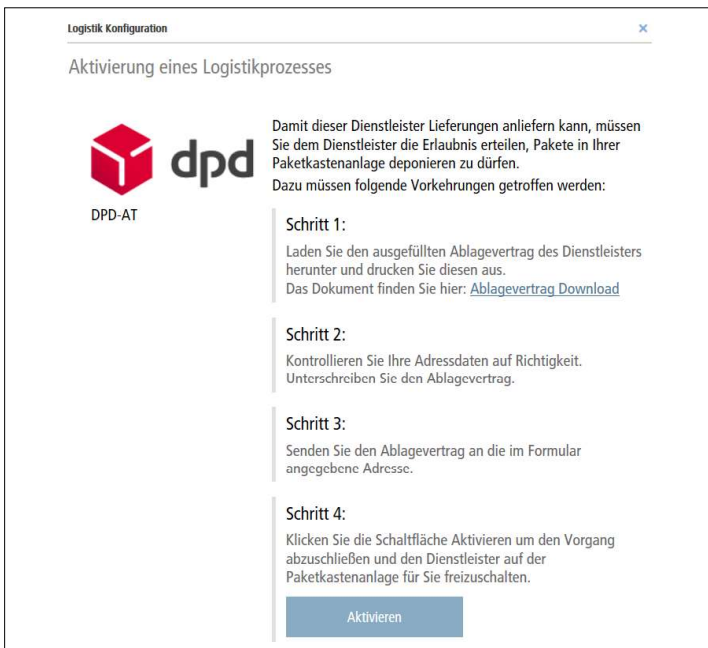 Logistik Konfiguration
×
Aktivierung eines Logistikprozesses
dpd
DPD-AT
Damit dieser Dienstleister Lieferungen anliefern kann, müssen
Sie dem Dienstleister die Erlaubnis erteilen, Pakete in Ihrer
Paketkastenanlage deponieren zu dürfen.
Dazu müssen folgende Vorkehrungen getroffen werden:
Schritt 1:
Laden Sie den ausgefüllten Ablagevertrag des Dienstleisters
herunter und drucken Sie diesen aus.
Das Dokument finden Sie hier: Ablagevertrag Download
Schritt 2:
Kontrollieren Sie Ihre Adressdaten auf Richtigkeit.
Unterschreiben Sie den Ablagevertrag.
Schritt 3:
Senden Sie den Ablagevertrag an die im Formular
angegebene Adresse.
Schritt 4:
Klicken Sie die Schaltfläche Aktivieren um den Vorgang
abzuschließen und den Dienstleister auf der
Paketkastenanlage für Sie freizuschalten.
Aktivieren